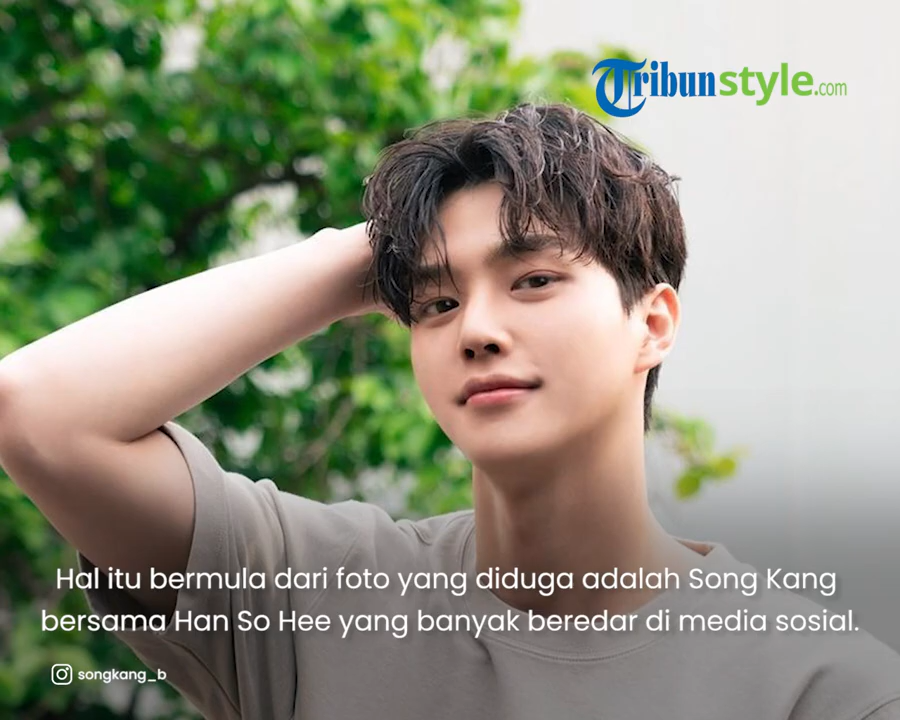 Tribunstyle.com
Hal itu bermula dari foto yang diduga adalah Song Kang
bersama Han So Hee yang banyak beredar di media sosial.
songkang_b